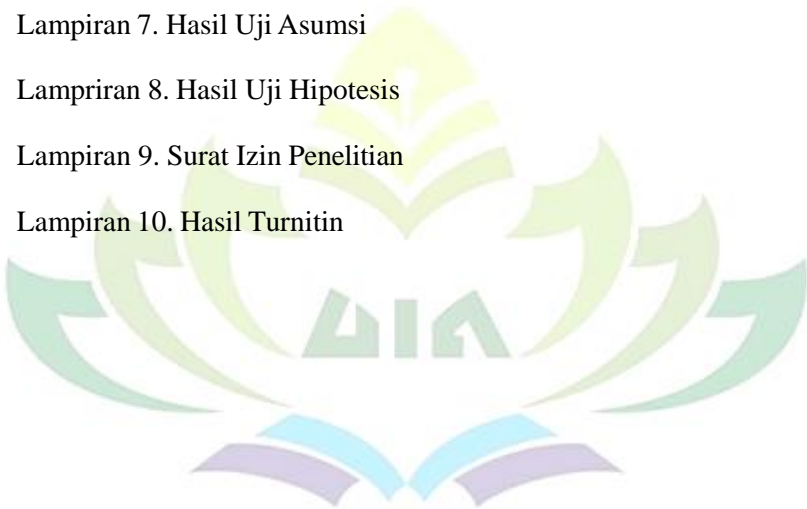 Lampiran 7. Hasil Uji Asumsi
Lampriran 8. Hasil Uji Hipotesis
Lampiran 9. Surat Izin Penelitian
Lampiran 10. Hasil Turnitin
UIN